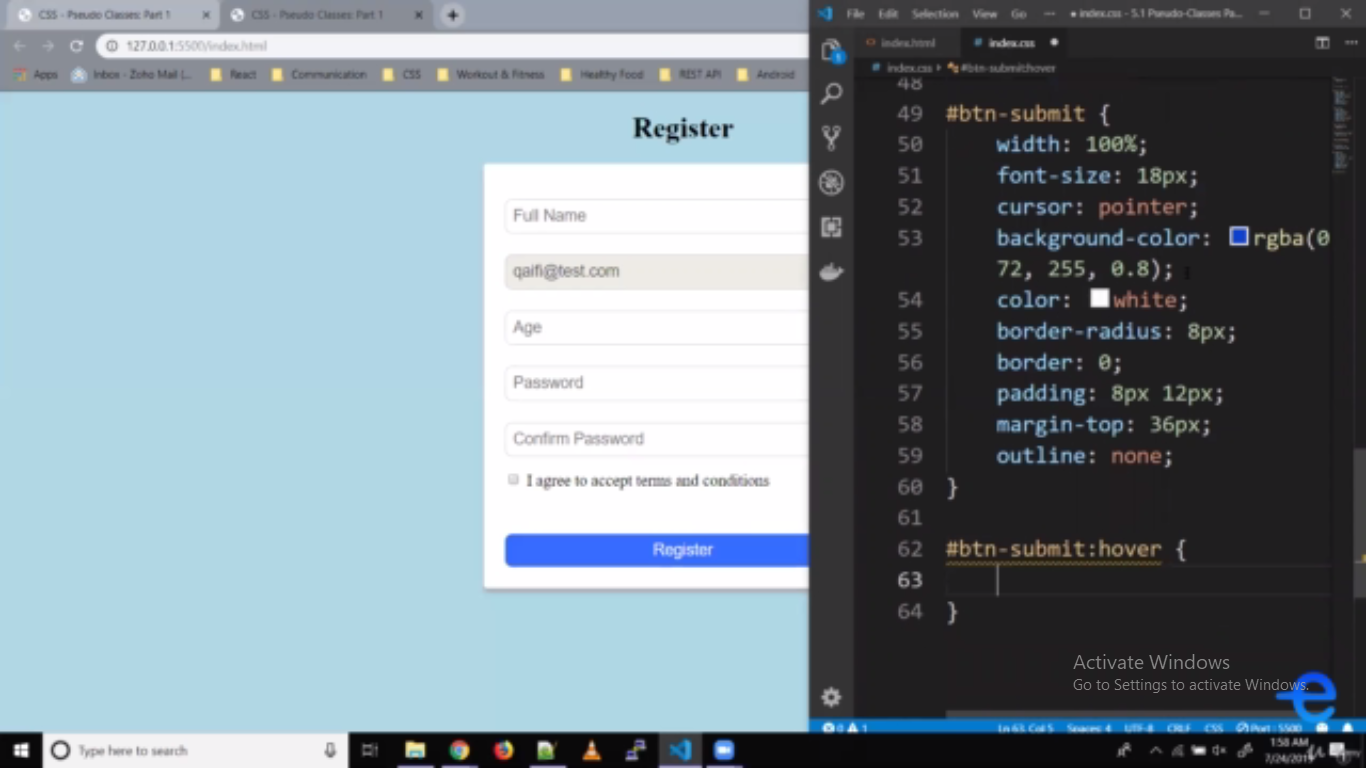 CSS - Pseudo Classes: Part 1
CSS - Pseudo Classes: Part 1
127.0.0.1:5500/index.html
Apps
Inbox - Zoho Mail (...
React
Communication
CSS
Workout & Fitness
Healthy Food
REST API
Android
Register
Full Name
qaifi@test.com
Age
Password
Confirm Password
I agree to accept terms and conditions
Register
File Edit Selection View Go ··· ● index.css - 5.1 Pseudo-Classes Pa...
index.html
# index.css ●
# index.css › #btn-submit:hover
48
49 #btn-submit {
50 width: 100%;
51 font-size: 18px;
52 cursor: pointer;
53 background-color: rgba(0
72, 255, 0.8);
54 color: white;
55 border-radius: 8px;
56 border: 0;
57 padding: 8px 12px;
58 margin-top: 36px;
59 outline: none;
60 }
61
62 #btn-submit:hover {
63
64 }
Activate Windows
Go to Settings to activate Windows.
0 1 Ln 63, Col 5 Spaces: 4 UTF-8 CRLF CSS Port : 5500
Type here to search
1:58 AM